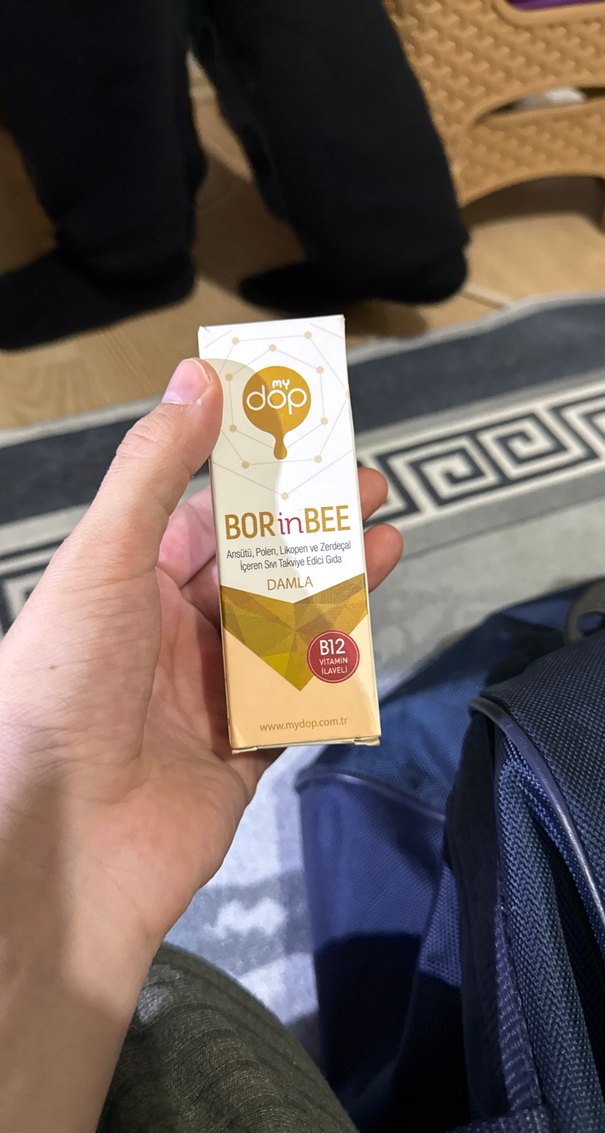 my
dop
BORinBEE
Arısütü, Polen, Likopen ve Zerdeçal
İçeren Sıvı Takviye Edici Gıda
DAMLA
B12
VİTAMİN
İLAVELİ
www.mydop.com.tr